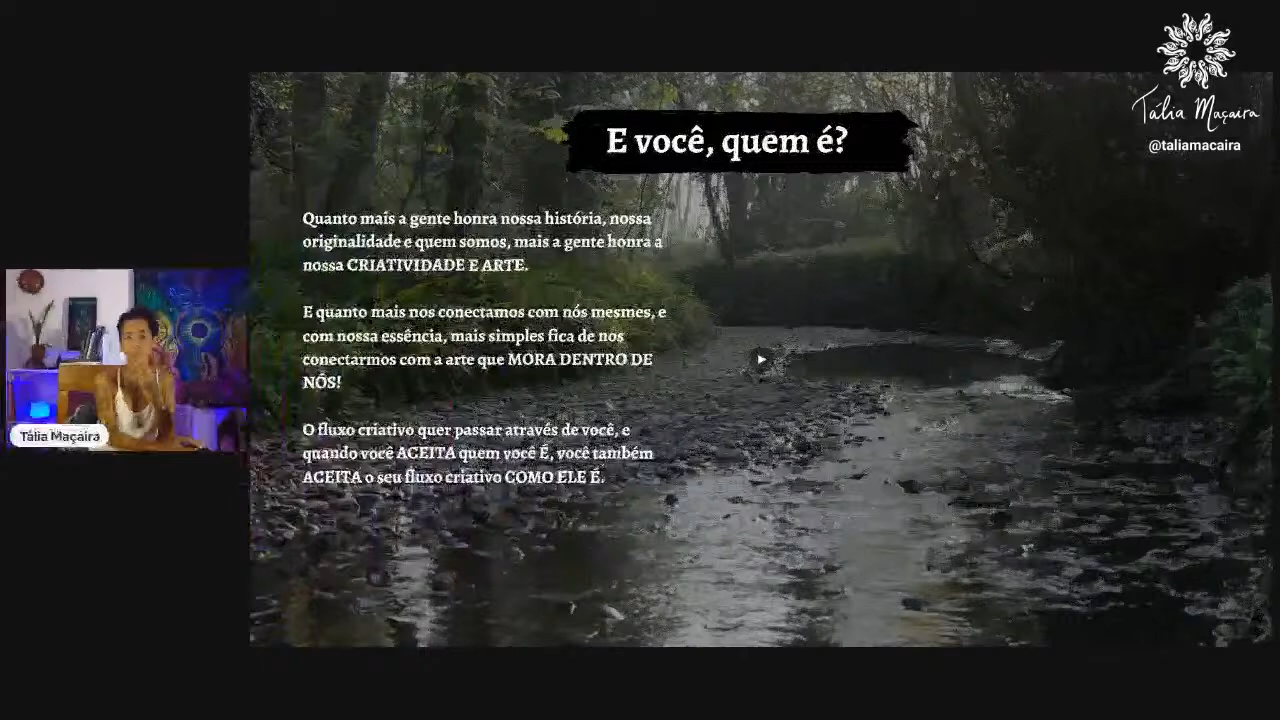 Tália Maçaira
@taliamacaira
E você, quem é?
Quanto mais a gente honra nossa história, nossa
originalidade e quem somos, mais a gente honra a
nossa CRIATIVIDADE E ARTE.
E quanto mais nos conectamos com nós mesmes, e
com nossa essência, mais simples fica de nos
conectarmos com a arte que MORA DENTRO DE
NÓS!
O fluxo criativo quer passar através de você, e
quando você ACEITA quem você É, você também
ACEITA o seu fluxo criativo COMO ELE É.
Tália Maçaira